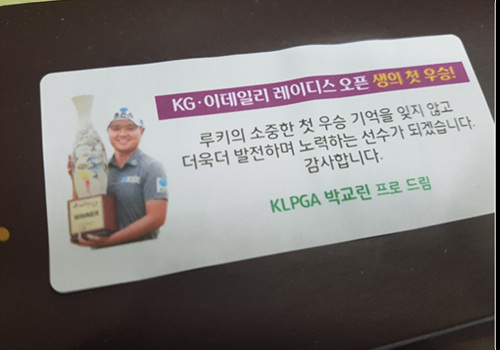 KG·이데일리 레이디스 오픈 생의 첫 우승!
루키의 소중한 첫 우승 기억을 잊지 않고
더욱더 발전하며 노력하는 선수가 되겠습니다.
감사합니다.
KLPGA 박교린 프로 드림
WINNER